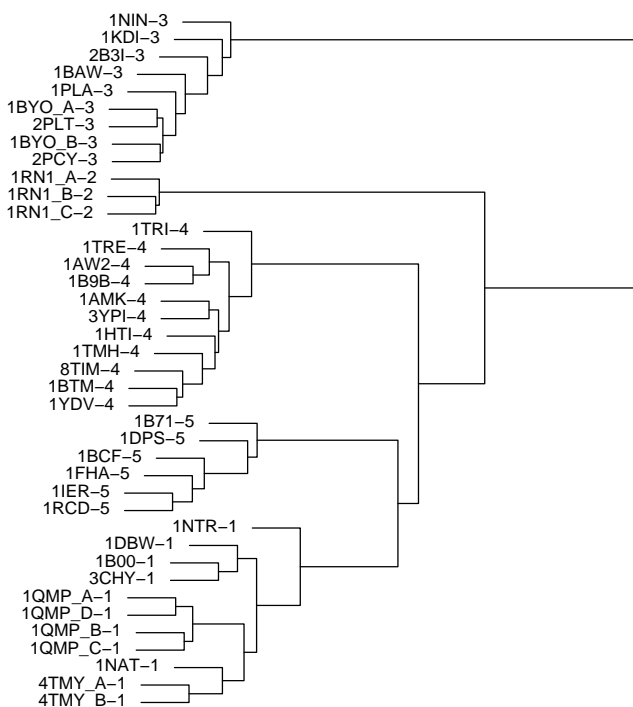 1NIN−3
1KDI−3
2B3I−3
1BAW−3
1PLA−3
1BYO_A−3
2PLT−3
1BYO_B−3
2PCY−3
1RN1_A−2
1RN1_B−2
1RN1_C−2
1TRI−4
1TRE−4
1AW2−4
1B9B−4
1AMK−4
3YPI−4
1HTI−4
1TMH−4
8TIM−4
1BTM−4
1YDV−4
1B71−5
1DPS−5
1BCF−5
1FHA−5
1IER−5
1RCD−5
1NTR−1
1DBW−1
1B00−1
3CHY−1
1QMP_A−1
1QMP_D−1
1QMP_B−1
1QMP_C−1
1NAT−1
4TMY_A−1
4TMY_B−1